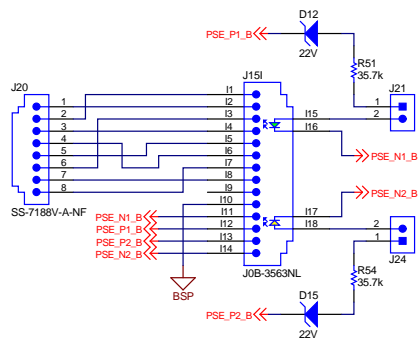 D12
PSE_P1_B
22V
R51
35.7k
J20
J15I
J21
1
2
3
4
5
6
7
8
I1
I2
I3
I4
I5
I6
I7
I8
I9
I10
I11
I12
I13
I14
I15
I16
I17
I18
1
2
PSE_N1_B
PSE_N2_B
SS-7188V-A-NF
PSE_N1_B
PSE_P1_B
PSE_P2_B
PSE_N2_B
2
1
BSP
J0B-3563NL
J24
R54
35.7k
D15
PSE_P2_B
22V